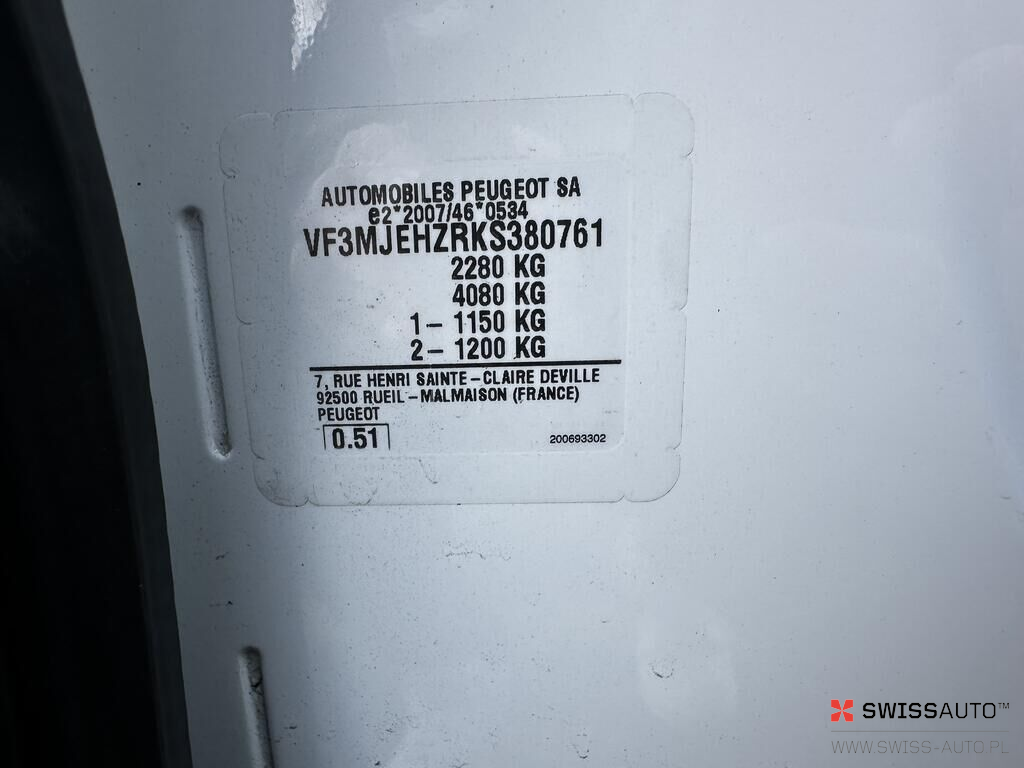 AUTOMOBILES PEUGEOT SA
e2*2007/46*0534
VF3MJEHZRKS380761
2280 KG
4080 KG
1 – 1150 KG
2 – 1200 KG
7, RUE HENRI SAINTE – CLAIRE DEVILLE
92500 RUEIL – MALMAISON (FRANCE)
PEUGEOT
0.51
200693302
SWISSAUTO™
WWW.SWISS-AUTO.PL